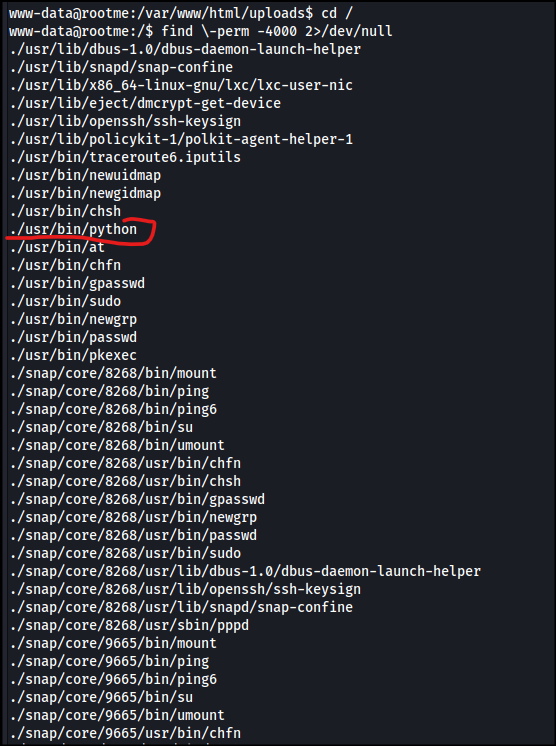 www-data@rootme:/var/www/html/uploads$ cd /
www-data@rootme:/$ find \-perm -4000 2>/dev/null
./usr/lib/dbus-1.0/dbus-daemon-launch-helper
./usr/lib/snapd/snap-confine
./usr/lib/x86_64-linux-gnu/lxc/lxc-user-nic
./usr/lib/eject/dmcrypt-get-device
./usr/lib/openssh/ssh-keysign
./usr/lib/policykit-1/polkit-agent-helper-1
./usr/bin/traceroute6.iputils
./usr/bin/newuidmap
./usr/bin/newgidmap
./usr/bin/chsh
./usr/bin/python
./usr/bin/at
./usr/bin/chfn
./usr/bin/gpasswd
./usr/bin/sudo
./usr/bin/newgrp
./usr/bin/passwd
./usr/bin/pkexec
./snap/core/8268/bin/mount
./snap/core/8268/bin/ping
./snap/core/8268/bin/ping6
./snap/core/8268/bin/su
./snap/core/8268/bin/umount
./snap/core/8268/usr/bin/chfn
./snap/core/8268/usr/bin/chsh
./snap/core/8268/usr/bin/gpasswd
./snap/core/8268/usr/bin/newgrp
./snap/core/8268/usr/bin/passwd
./snap/core/8268/usr/bin/sudo
./snap/core/8268/usr/lib/dbus-1.0/dbus-daemon-launch-helper
./snap/core/8268/usr/lib/openssh/ssh-keysign
./snap/core/8268/usr/lib/snapd/snap-confine
./snap/core/8268/usr/sbin/pppd
./snap/core/9665/bin/mount
./snap/core/9665/bin/ping
./snap/core/9665/bin/ping6
./snap/core/9665/bin/su
./snap/core/9665/bin/umount
./snap/core/9665/usr/bin/chfn